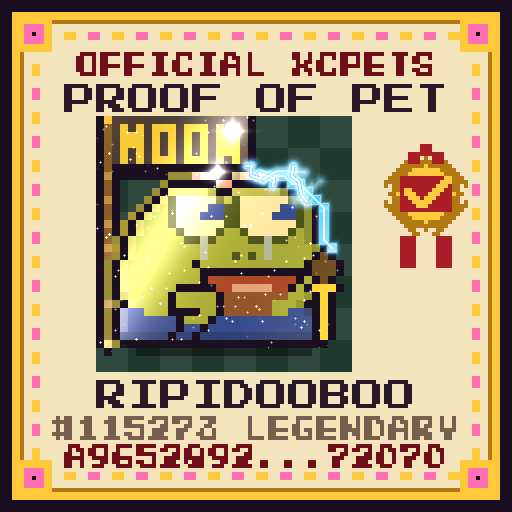 OFFICIAL XCPETS
PROOF OF PET
MOON
RIPIDOOBOO
#115273 LEGENDARY
A9652092...72070